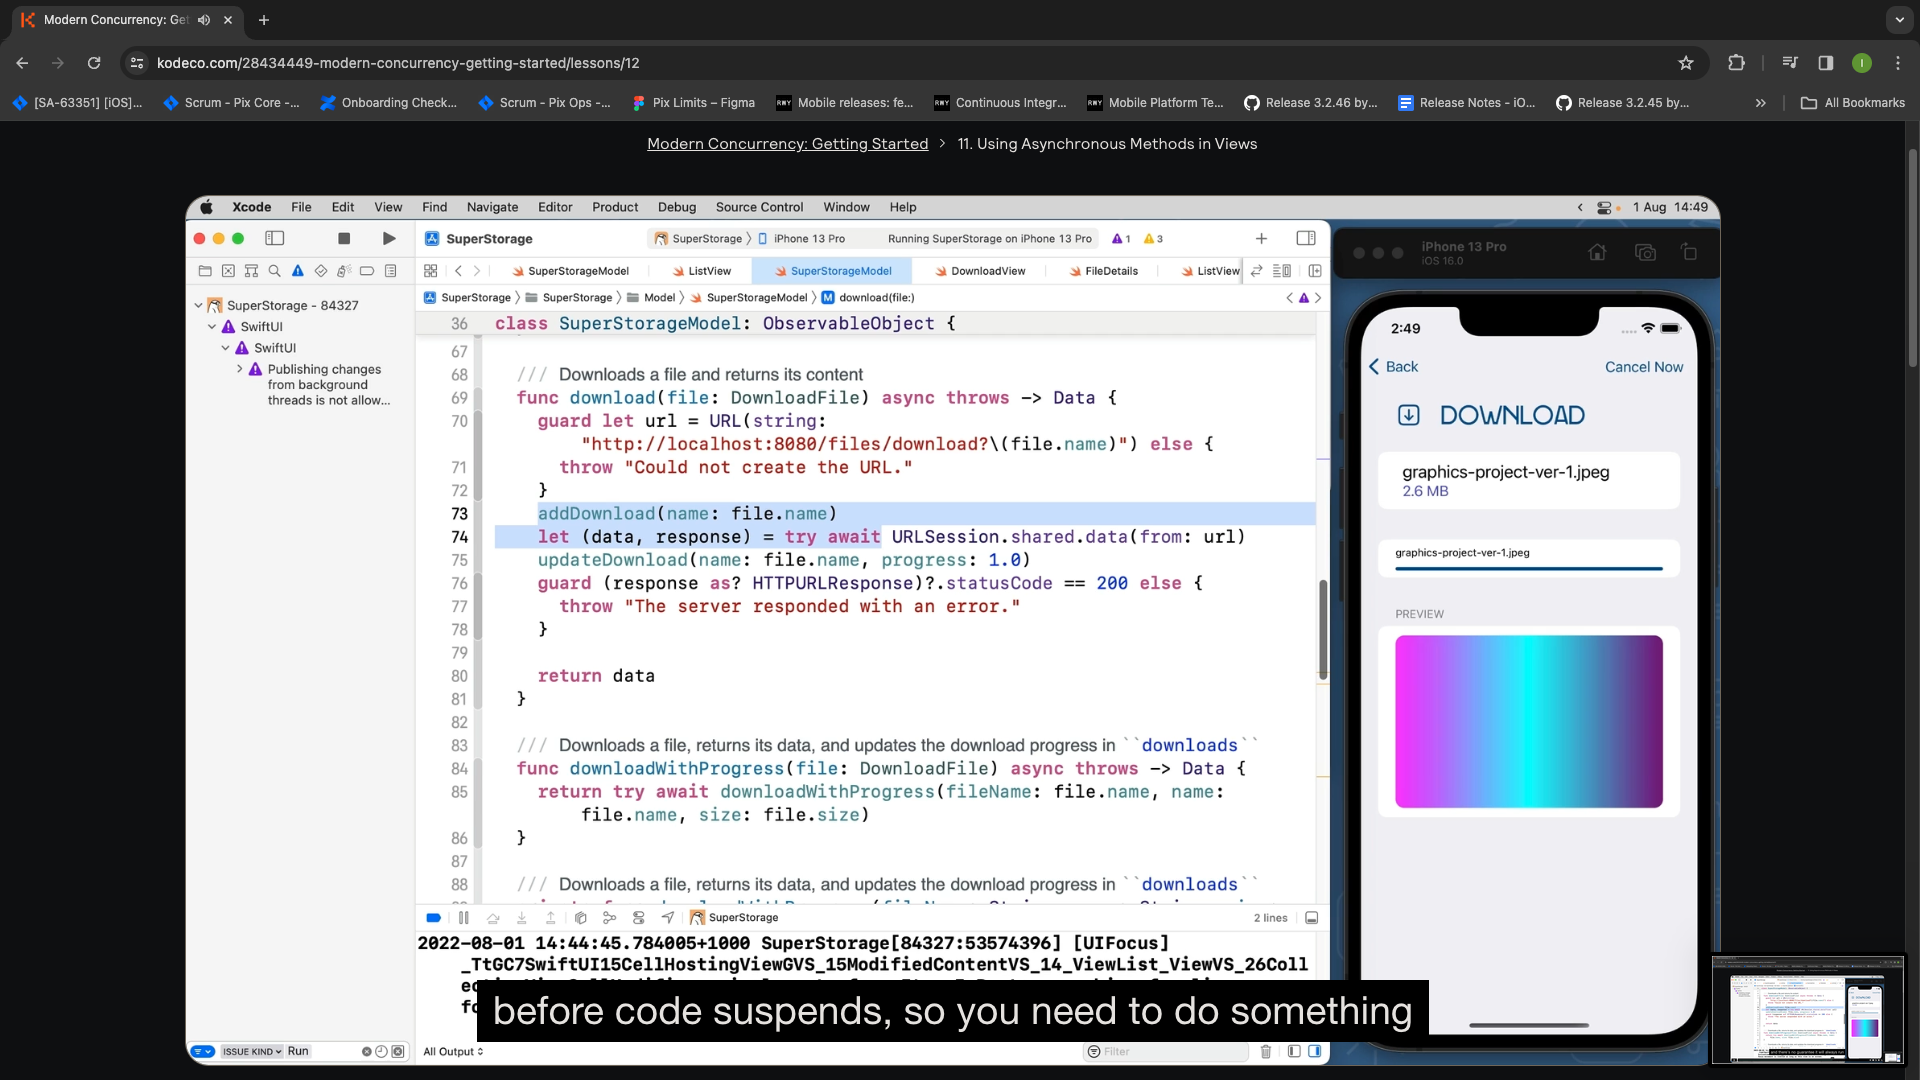 Modern Concurrency: Get
kodeco.com/28434449-modern-concurrency-getting-started/lessons/12
I
[SA-63351] [iOS]...
Scrum - Pix Core -...
Onboarding Check...
Scrum - Pix Ops -...
Pix Limits – Figma
RWY Mobile releases: fe...
RWY Continuous Integr...
RWY Mobile Platform Te...
Release 3.2.46 by...
Release Notes - iO...
Release 3.2.45 by...
All Bookmarks
Modern Concurrency: Getting Started > 11. Using Asynchronous Methods in Views
Xcode File Edit View Find Navigate Editor Product Debug Source Control Window Help
1 Aug 14:49
SuperStorage
SuperStorage iPhone 13 Pro Running SuperStorage on iPhone 13 Pro 1 3
SuperStorageModel ListView SuperStorageModel DownloadView FileDetails ListView
SuperStorage SuperStorage Model SuperStorageModel M download(file:)
SuperStorage - 84327
SwiftUI
SwiftUI
Publishing changes
from background
threads is not allow...
36 class SuperStorageModel: ObservableObject {
67
68 /// Downloads a file and returns its content
69 func download(file: DownloadFile) async throws -> Data {
70 guard let url = URL(string:
"http://localhost:8080/files/download?\(file.name)") else {
71 throw "Could not create the URL."
72 }
73 addDownload(name: file.name)
74 let (data, response) = try await URLSession.shared.data(from: url)
75 updateDownload(name: file.name, progress: 1.0)
76 guard (response as? HTTPURLResponse)?.statusCode == 200 else {
77 throw "The server responded with an error."
78 }
79
80 return data
81 }
82
83 /// Downloads a file, returns its data, and updates the download progress in ``downloads``
84 func downloadWithProgress(file: DownloadFile) async throws -> Data {
85 return try await downloadWithProgress(fileName: file.name, name:
file.name, size: file.size)
86 }
87
88 /// Downloads a file, returns its data, and updates the download progress in ``downloads``
SuperStorage
2 lines
2022-08-01 14:44:45.784005+1000 SuperStorage[84327:53574396] [UIFocus]
_TtGC7SwiftUI15CellHostingViewGVS_15ModifiedContentVS_14_ViewList_ViewVS_26Coll
before code suspends, so you need to do something
ISSUE KIND Run
All Output
Filter
iPhone 13 Pro
iOS 16.0
2:49
Back
Cancel Now
DOWNLOAD
graphics-project-ver-1.jpeg
2.6 MB
graphics-project-ver-1.jpeg
PREVIEW